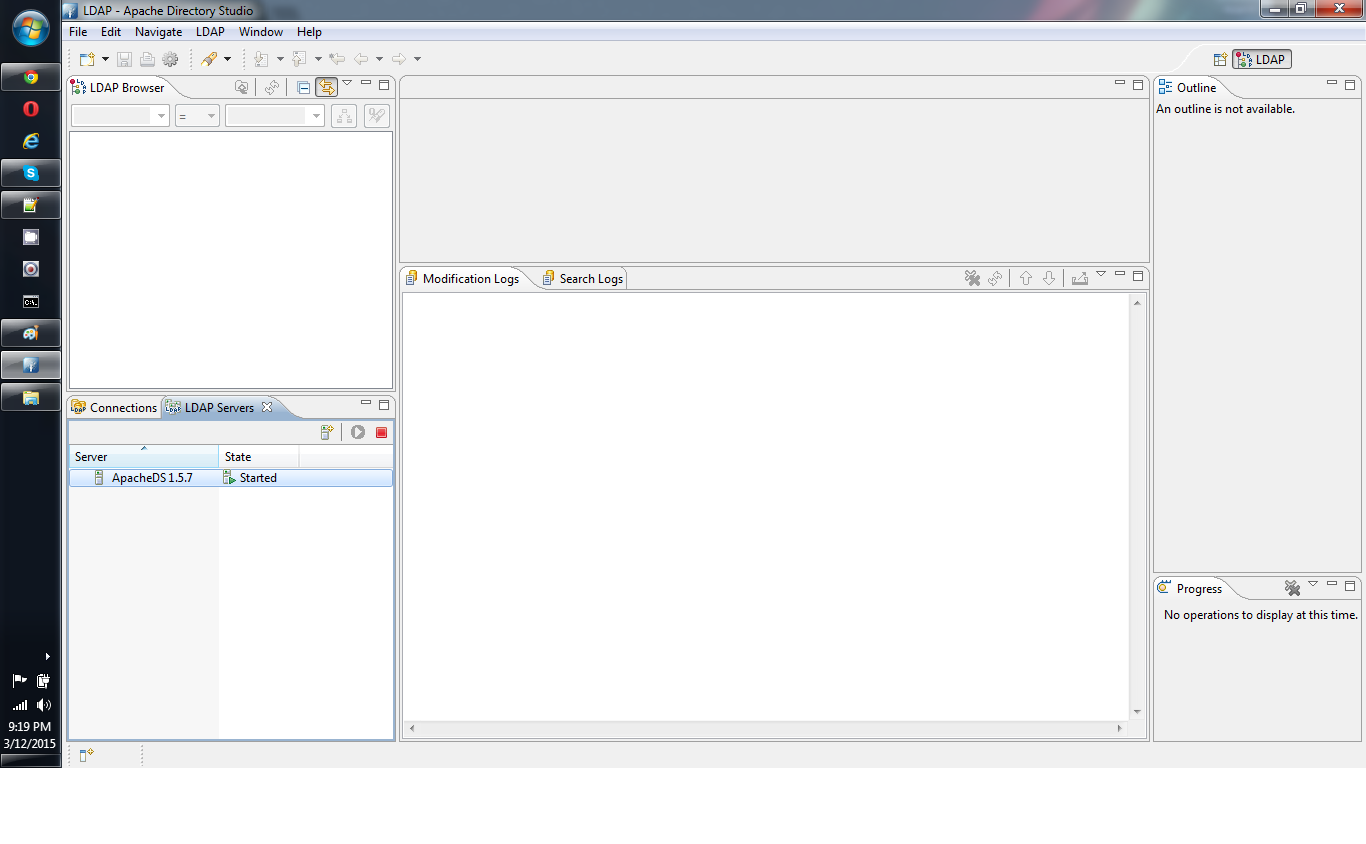 LDAP - Apache Directory Studio
File Edit Navigate LDAP Window Help
LDAP
LDAP Browser
=
Outline
An outline is not available.
Modification Logs
Search Logs
Connections
LDAP Servers
Server State
ApacheDS 1.5.7 Started
Progress
No operations to display at this time.
9:19 PM
3/12/2015